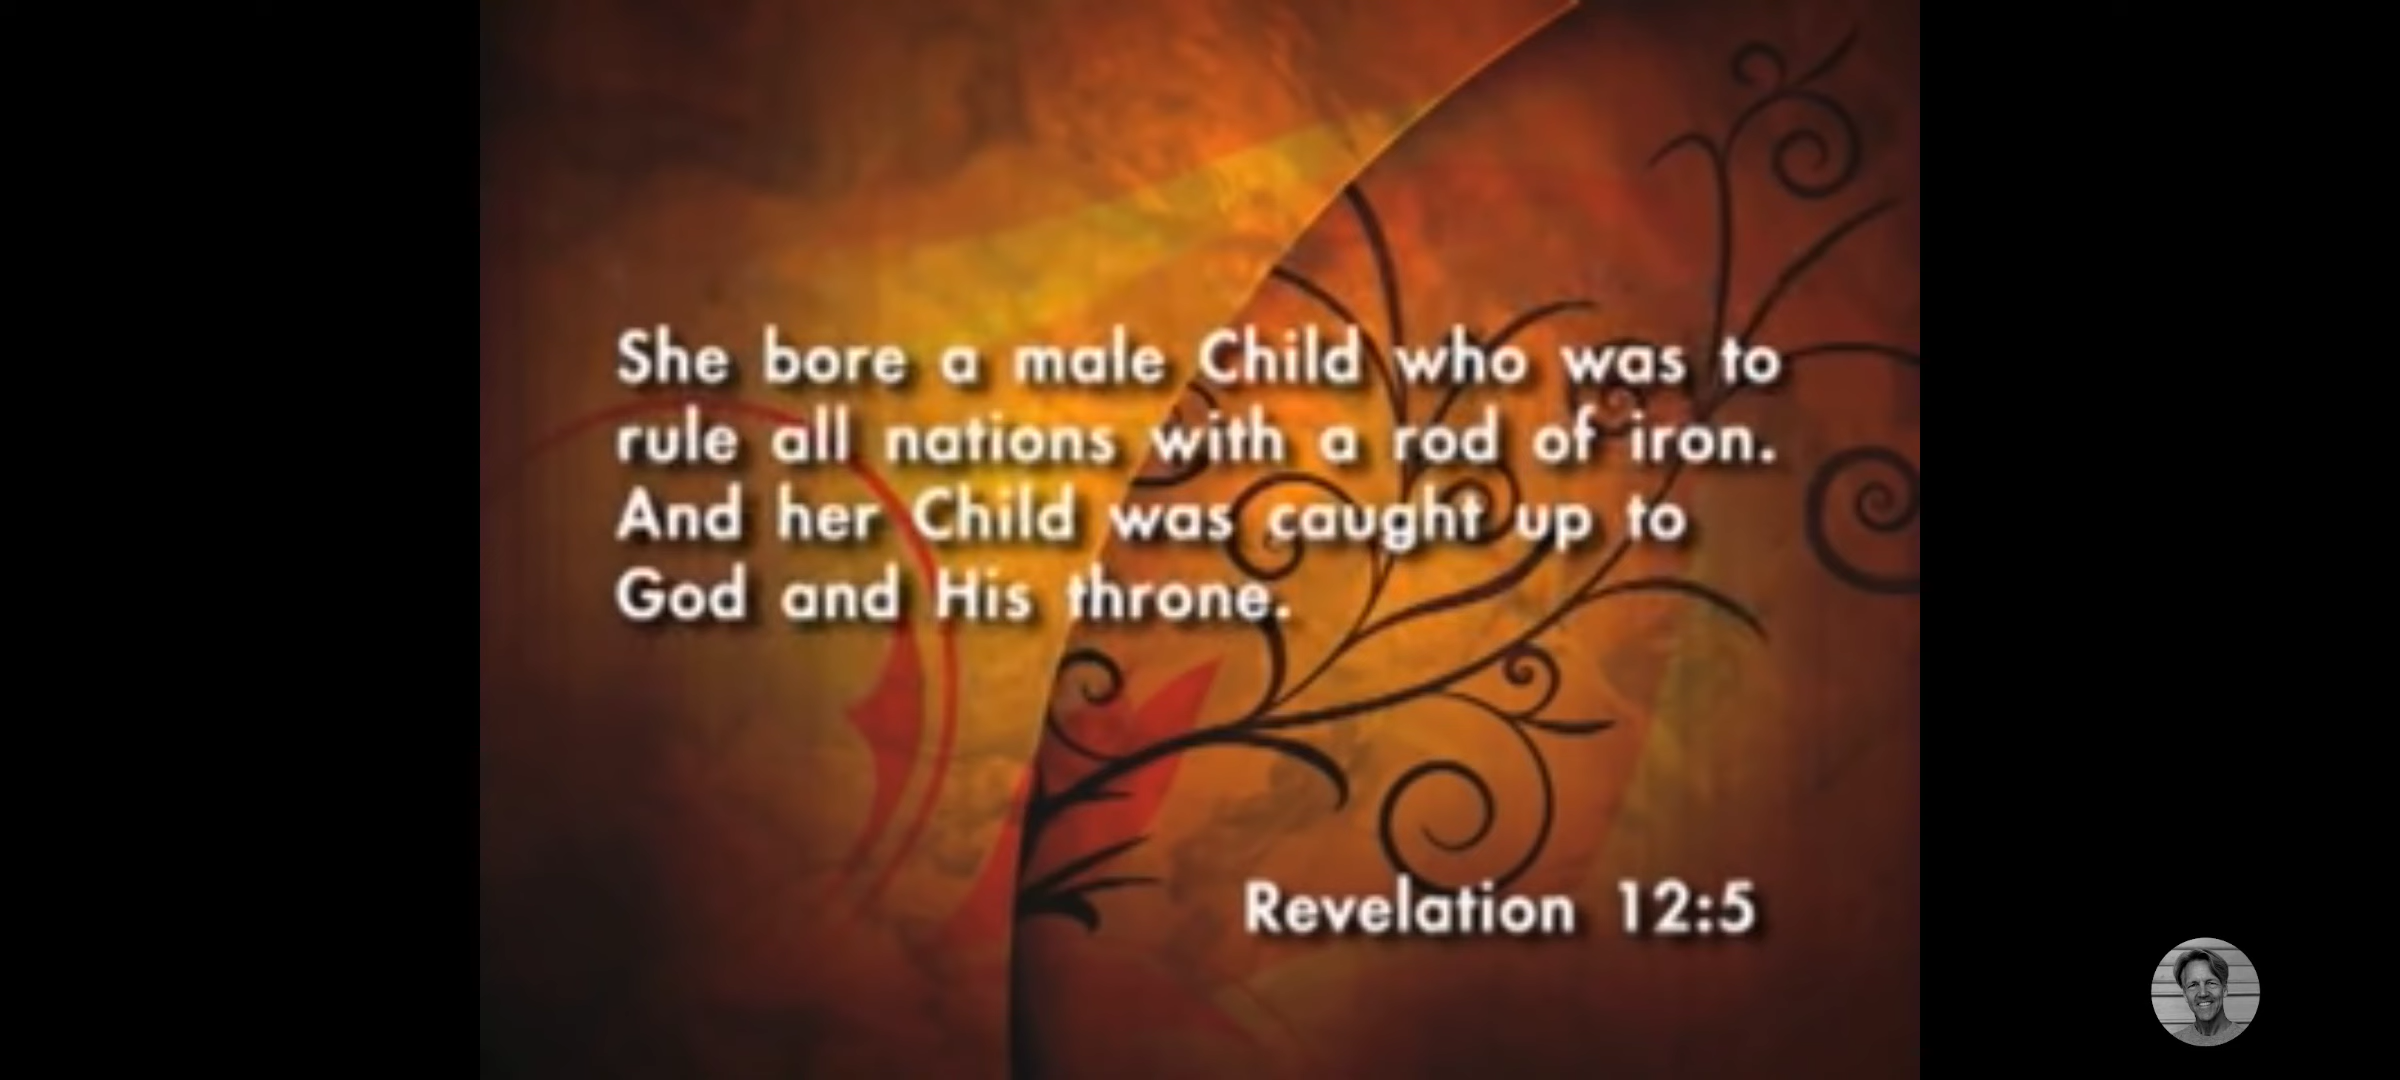 She bore a male Child who was to
rule all nations with a rod of iron.
And her Child was caught up to
God and His throne.
Revelation 12:5